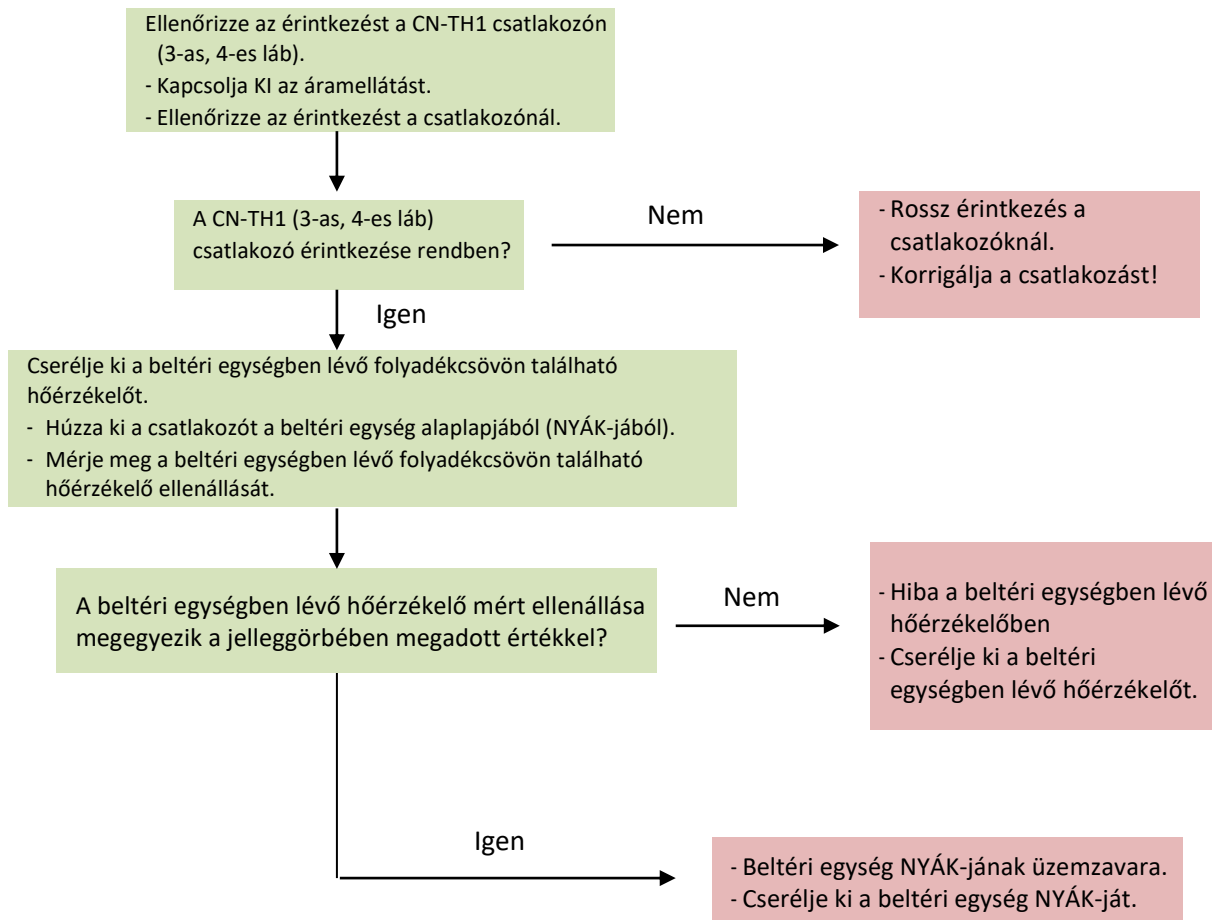 Ellenőrizze az érintkezést a CN-TH1 csatlakozón
(3-as, 4-es láb).
- Kapcsolja KI az áramellátást.
- Ellenőrizze az érintkezést a csatlakozónál.
A CN-TH1 (3-as, 4-es láb)
csatlakozó érintkezése rendben?
Nem
- Rossz érintkezés a
csatlakozóknál.
- Korrigálja a csatlakozást!
Igen
Cserélje ki a beltéri egységben lévő folyadékcsövön található
hőérzékelőt.
- Húzza ki a csatlakozót a beltéri egység alaplapjából (NYÁK-jából).
- Mérje meg a beltéri egységben lévő folyadékcsövön található
hőérzékelő ellenállását.
A beltéri egységben lévő hőérzékelő mért ellenállása
megegyezik a jelleggörbében megadott értékkel?
Nem
- Hiba a beltéri egységben lévő
hőérzékelőben
- Cserélje ki a beltéri
egységben lévő hőérzékelőt.
Igen
- Beltéri egység NYÁK-jának üzemzavara.
- Cserélje ki a beltéri egység NYÁK-ját.